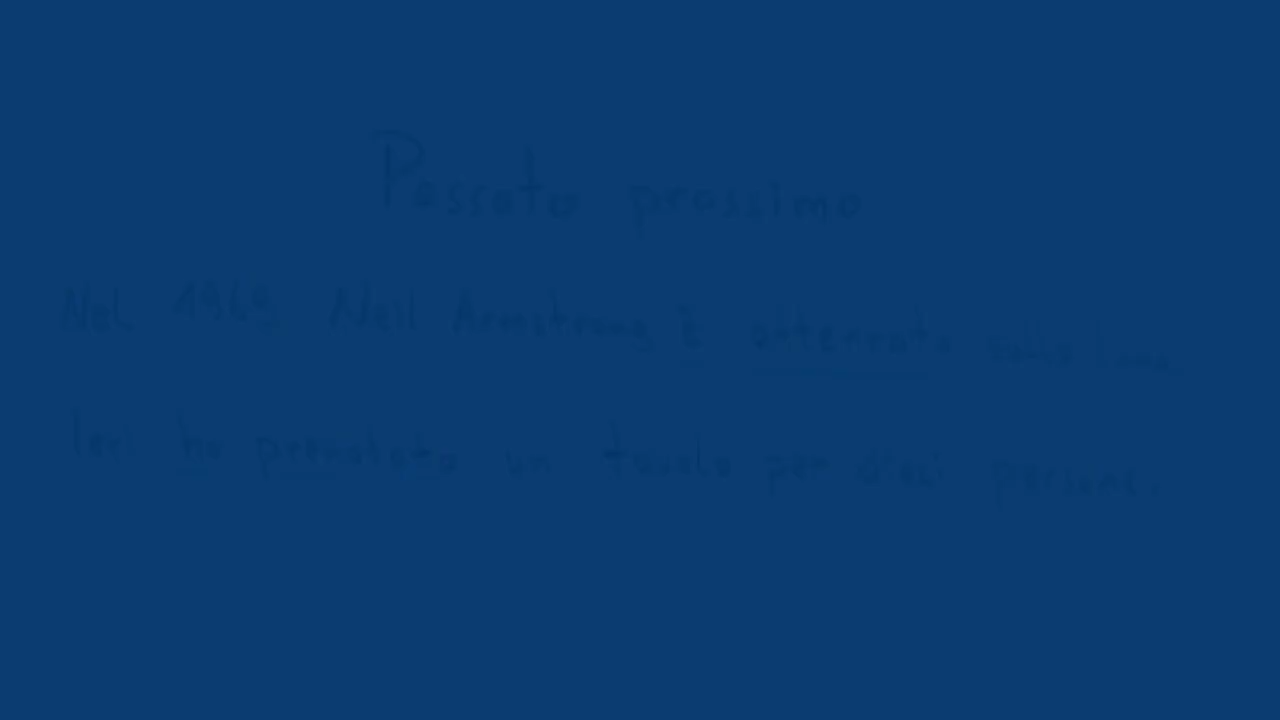 Passato prossimo
Nel 1969 Neil Armstrong è atterrato sulla Luna
Ieri ho prenotato un tavolo per dieci persone.